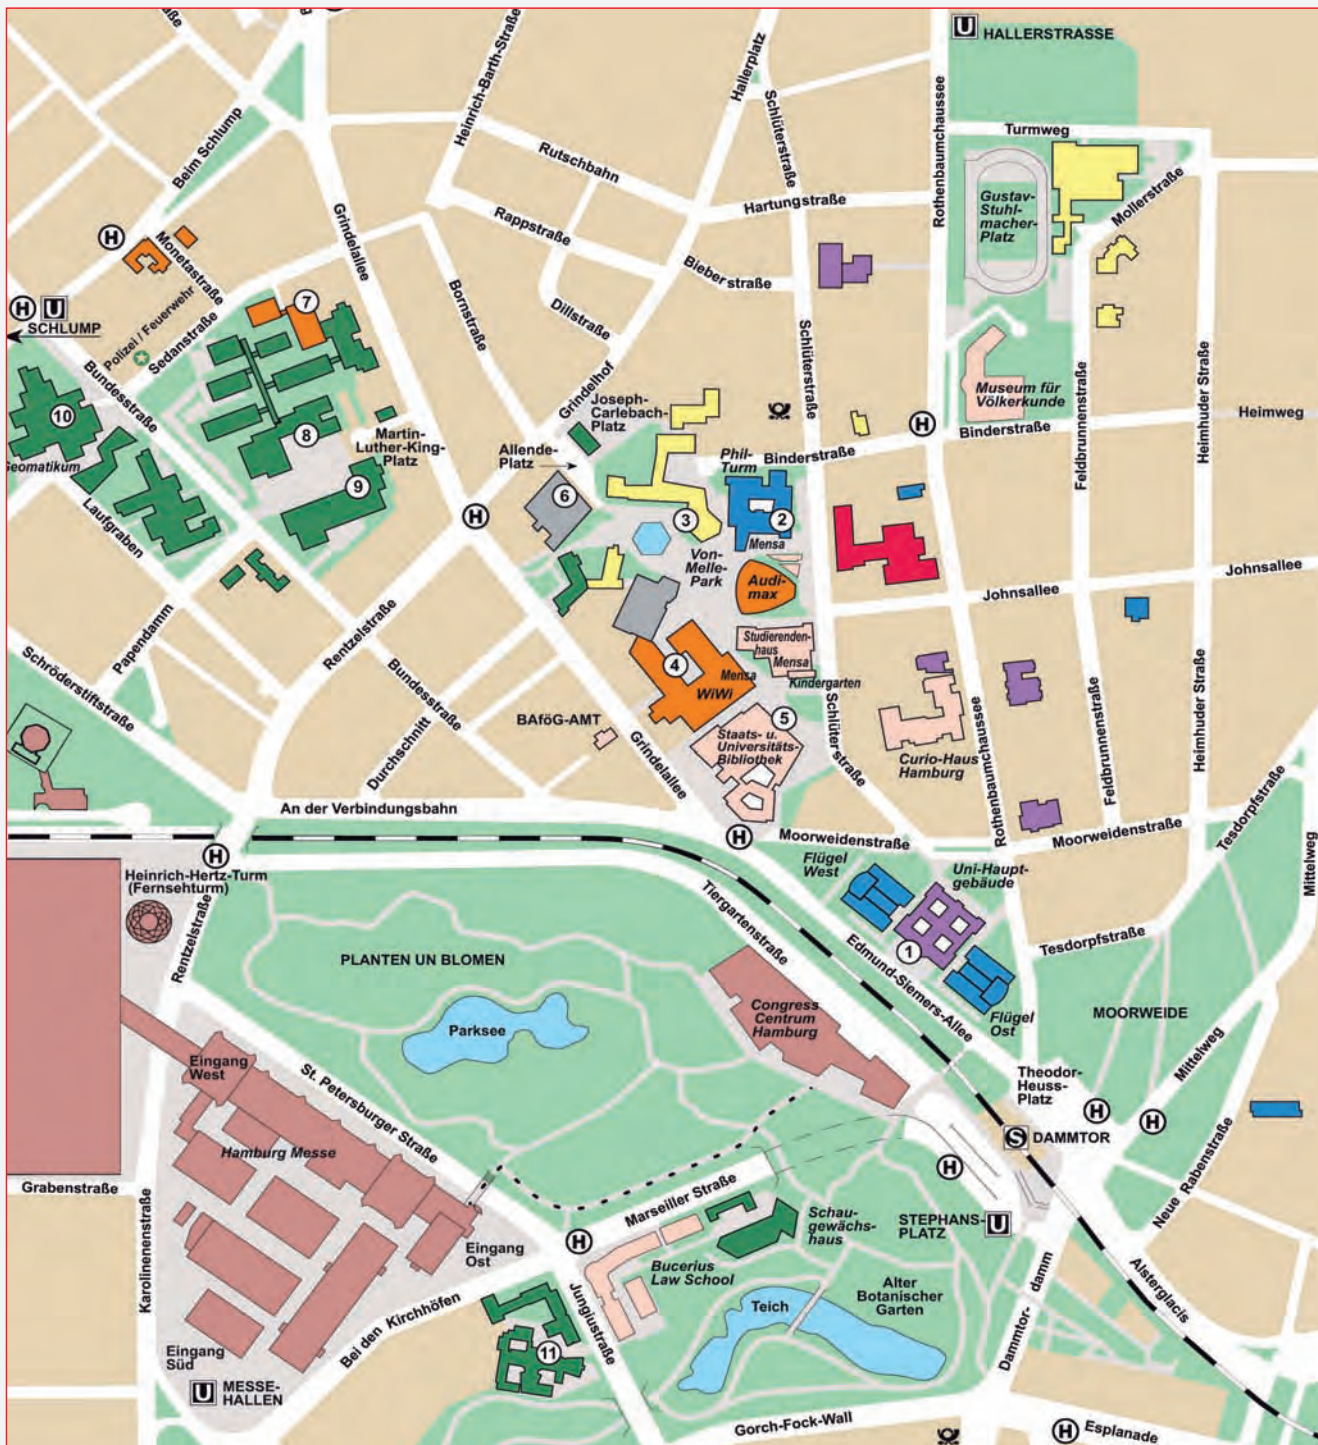 U HALLERSTRASSE
Heinrich-Barth-Straße
Hallerplatz
Schlüterstraße
Rothenbaumchaussee
Turmweg
Beim Schlump
Rutschbahn
Hartungstraße
Gustav-
Stuhl-
macher-
Platz
Mollerstraße
Grindelallee
Rappstraße
H
Monetastraße
Bieberstraße
Bornstraße
Dillstraße
H U
SCHLUMP
Polizei / Feuerwehr
Sedanstraße
7
Schlüterstraße
Bundesstraße
Grindelhof
Joseph-
Carlebach-
Platz
Museum für
Völkerkunde
Feldbrunnenstraße
Heimhuder Straße
Heimweg
10
8
Martin-
Luther-King-
Platz
Allende-
Platz
Phil-
Turm
Binderstraße
H
Binderstraße
Geomatikum
9
6
3
2
H
Laufgraben
Von-
Melle-
Park
Mensa
Audi-
max
Johnsallee
Johnsallee
Papendamm
Rentzelstraße
Studierenden-
haus
Mensa
Kindergarten
Schröderstiftstraße
Bundesstraße
4
Mensa
WiWi
BAföG-AMT
5
Staats- u.
Universitäts-
Bibliothek
Schlüterstraße
Curio-Haus
Hamburg
Rothenbaumchaussee
Feldbrunnenstraße
Heimhuder Straße
Durchschnitt
Grindelallee
Tesdorpfstraße
An der Verbindungsbahn
H
Moorweidenstraße
Moorweidenstraße
Mittelweg
H
Heinrich-Hertz-Turm
(Fernsehturm)
Flügel
West
Uni-Haupt-
gebäude
Rentzelstraße
Tiergartenstraße
1
Tesdorpfstraße
PLANTEN UN BLOMEN
Edmund-Siemers-Allee
Parksee
Congress
Centrum
Hamburg
Flügel
Ost
MOORWEIDE
Eingang
West
St. Petersburger Straße
Theodor-
Heuss-
Platz
Mittelweg
H
H
Hamburg Messe
S DAMMTOR
H
Grabenstraße
Neue Rabenstraße
Karolinenstraße
Marseiller Straße
Schau-
gewächs-
haus
STEPHANS-
PLATZ U
H
Eingang
Ost
Bucerius
Law School
Alsterglacis
Jungiusstraße
Teich
Alter
Botanischer
Garten
Dammtor-
damm
Bei den Kirchhöfen
Eingang
Süd
11
U MESSE-
HALLEN
Gorch-Fock-Wall
H Esplanade